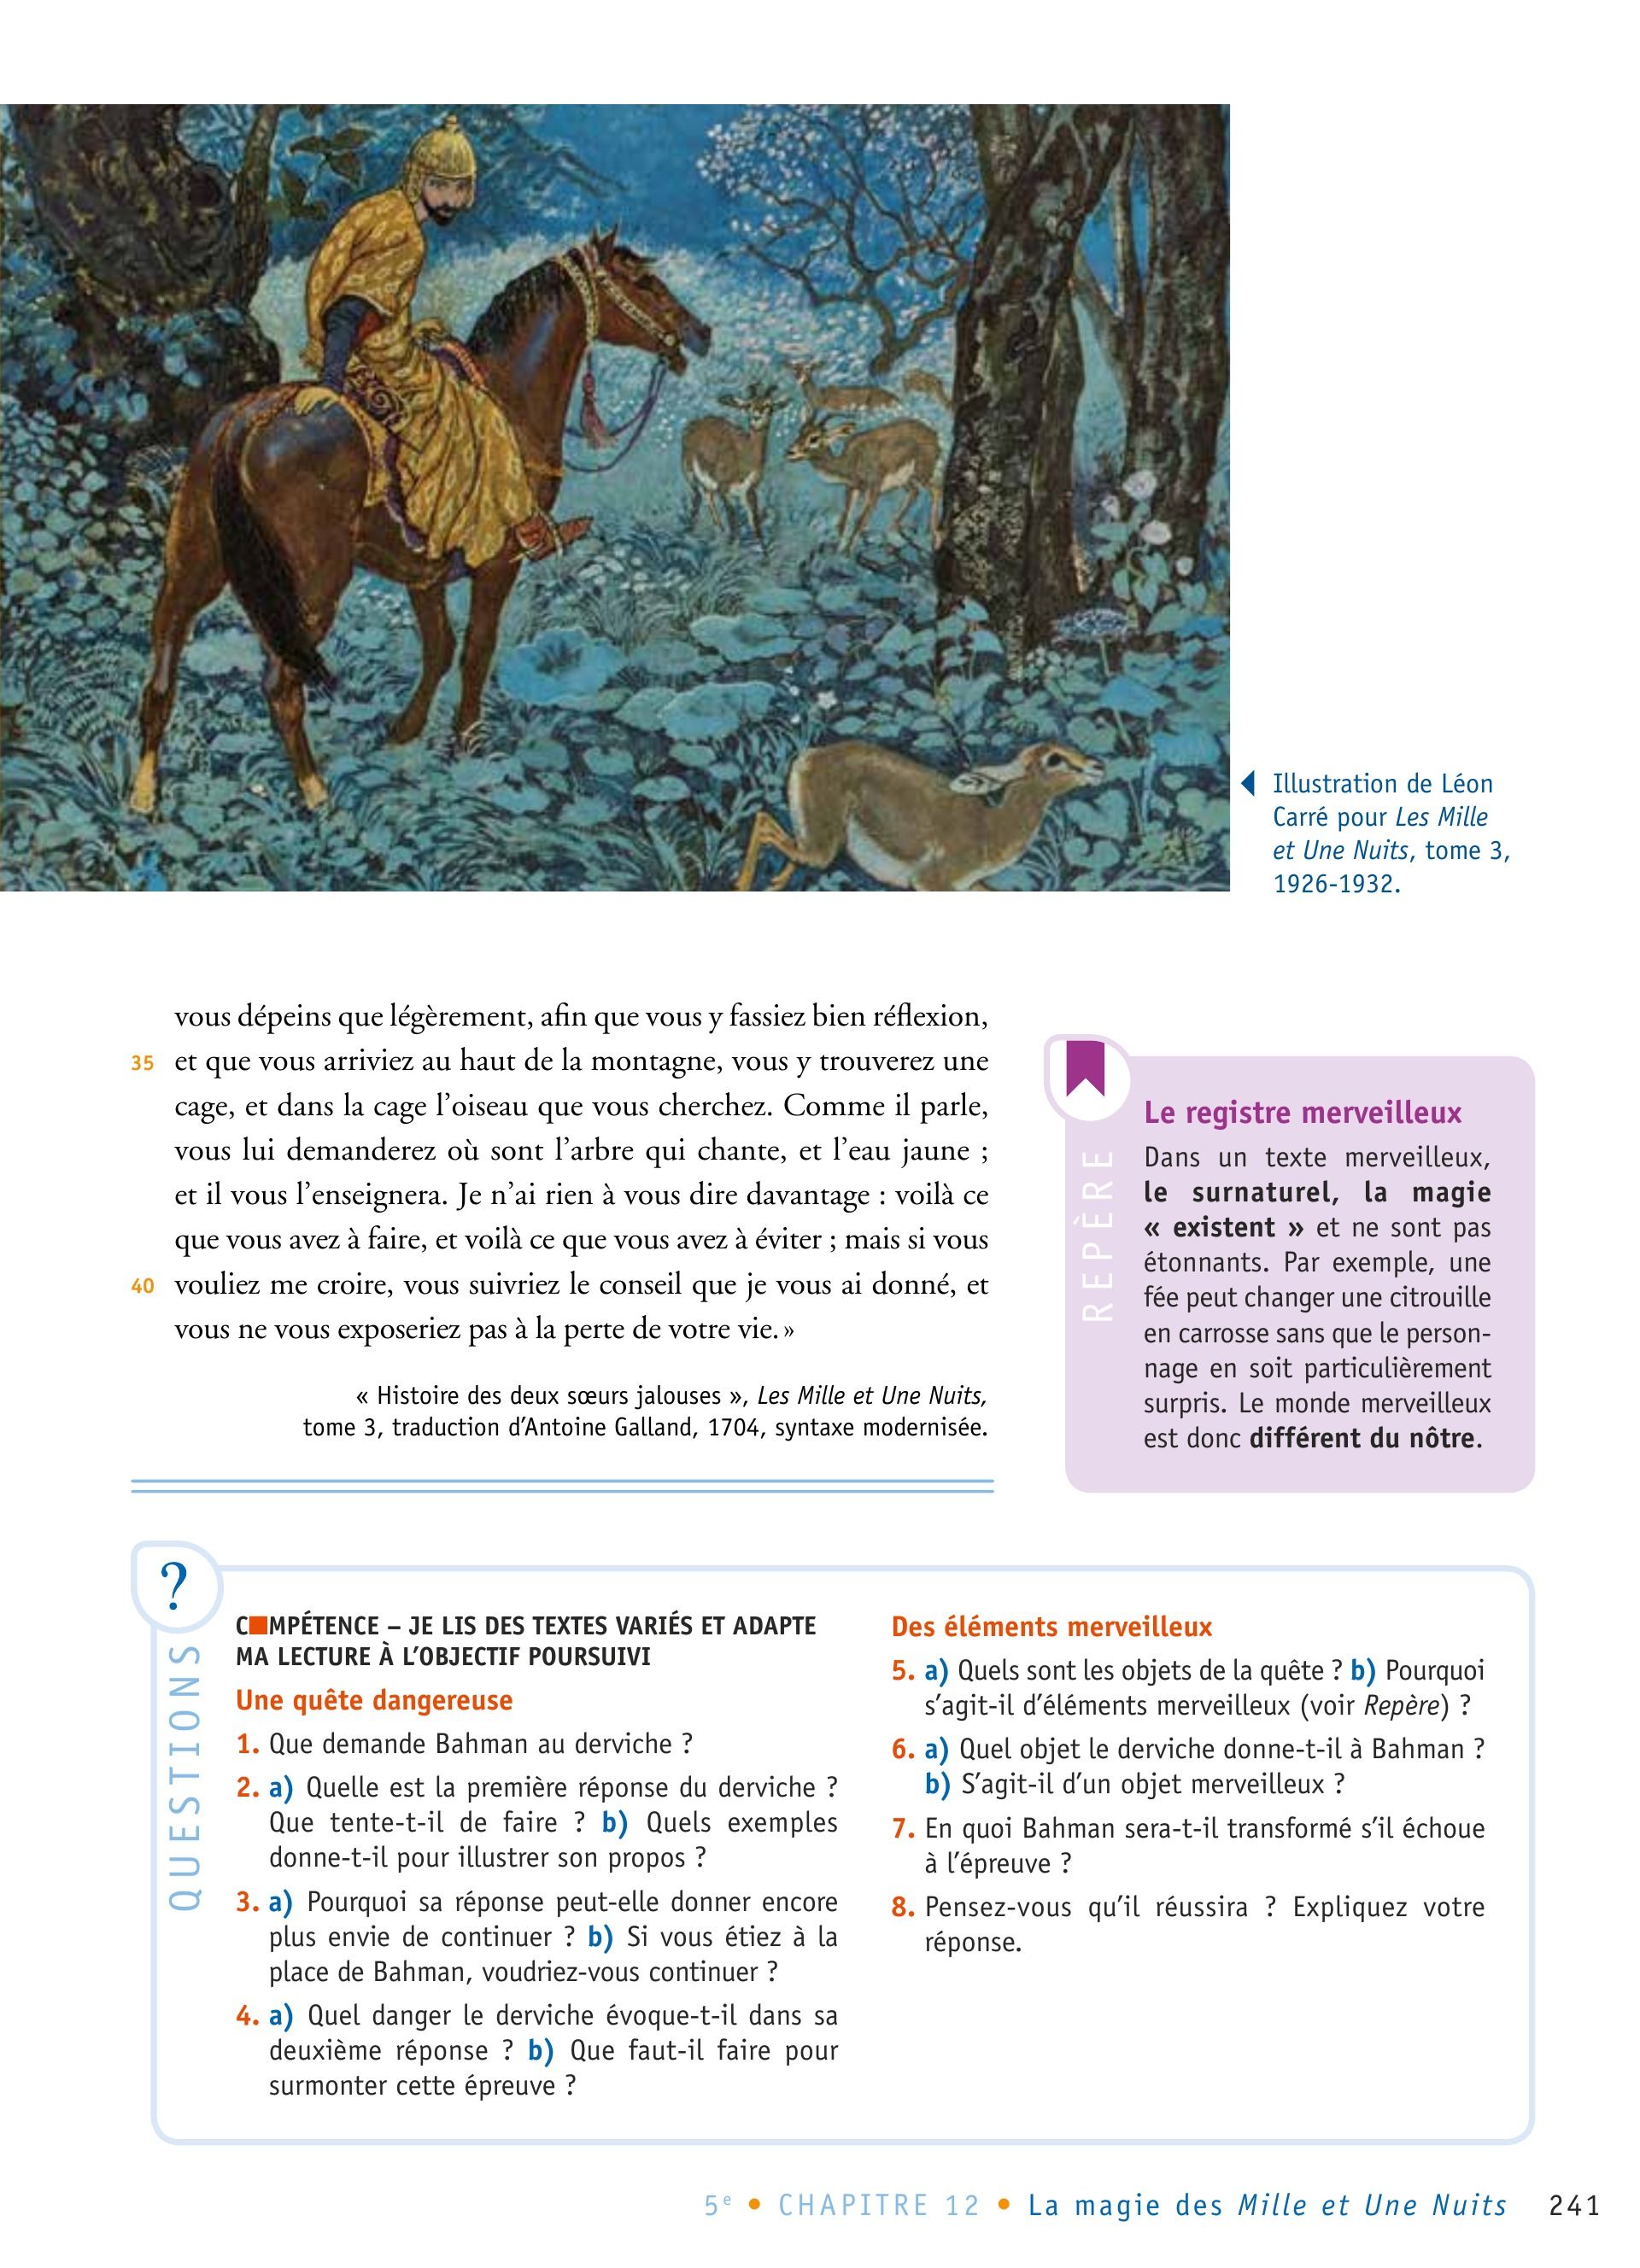 Illustration de Léon
Carré pour Les Mille
et Une Nuits, tome 3,
1926-1932.
vous dépeins que légèrement, afin que vous y fassiez bien réflexion,
35 et que vous arriviez au haut de la montagne, vous y trouverez une
cage, et dans la cage l’oiseau que vous cherchez. Comme il parle,
vous lui demanderez où sont l’arbre qui chante, et l’eau jaune ;
et il vous l’enseignera. Je n’ai rien à vous dire davantage : voilà ce
que vous avez à faire, et voilà ce que vous avez à éviter ; mais si vous
40 vouliez me croire, vous suivriez le conseil que je vous ai donné, et
vous ne vous exposeriez pas à la perte de votre vie. »
« Histoire des deux sœurs jalouses », Les Mille et Une Nuits,
tome 3, traduction d’Antoine Galland, 1704, syntaxe modernisée.
REPÈRE
Le registre merveilleux
Dans un texte merveilleux,
le surnaturel, la magie
« existent » et ne sont pas
étonnants. Par exemple, une
fée peut changer une citrouille
en carrosse sans que le person-
nage en soit particulièrement
surpris. Le monde merveilleux
est donc différent du nôtre.
?
QUESTIONS
C■MPÉTENCE – JE LIS DES TEXTES VARIÉS ET ADAPTE
MA LECTURE À L’OBJECTIF POURSUIVI
Une quête dangereuse
1. Que demande Bahman au derviche ?
2. a) Quelle est la première réponse du derviche ?
Que tente-t-il de faire ? b) Quels exemples
donne-t-il pour illustrer son propos ?
3. a) Pourquoi sa réponse peut-elle donner encore
plus envie de continuer ? b) Si vous étiez à la
place de Bahman, voudriez-vous continuer ?
4. a) Quel danger le derviche évoque-t-il dans sa
deuxième réponse ? b) Que faut-il faire pour
surmonter cette épreuve ?
Des éléments merveilleux
5. a) Quels sont les objets de la quête ? b) Pourquoi
s’agit-il d’éléments merveilleux (voir Repère) ?
6. a) Quel objet le derviche donne-t-il à Bahman ?
b) S’agit-il d’un objet merveilleux ?
7. En quoi Bahman sera-t-il transformé s’il échoue
à l’épreuve ?
8. Pensez-vous qu’il réussira ? Expliquez votre
réponse.
5e • CHAPITRE 12 • La magie des Mille et Une Nuits 241